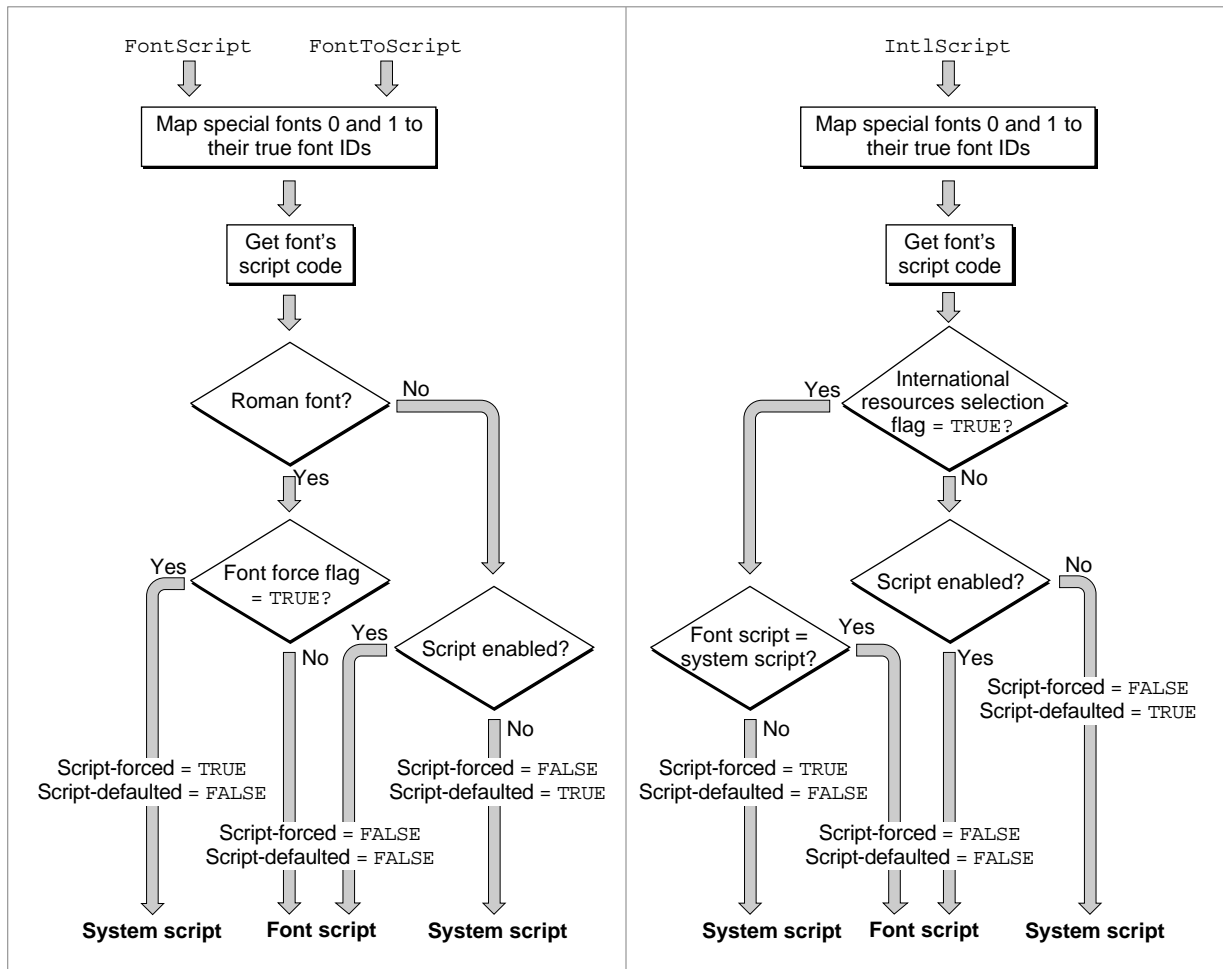 FontScript
FontToScript
Map special fonts 0 and 1 to
their true font IDs
Get font's
script code
Roman font?
No
Yes
Yes
Font force flag
= TRUE?
No
Yes
Script enabled?
No
Script-forced = TRUE
Script-defaulted = FALSE
Script-forced = FALSE
Script-defaulted = TRUE
Script-forced = FALSE
Script-defaulted = FALSE
System script
Font script
System script
IntlScript
Map special fonts 0 and 1 to
their true font IDs
Get font's
script code
Yes
International
resources selection
flag = TRUE?
No
Script enabled?
No
Font script =
system script?
Yes
Yes
Script-forced = FALSE
Script-defaulted = TRUE
No
Script-forced = TRUE
Script-defaulted = FALSE
Script-forced = FALSE
Script-defaulted = FALSE
System script
Font script
System script